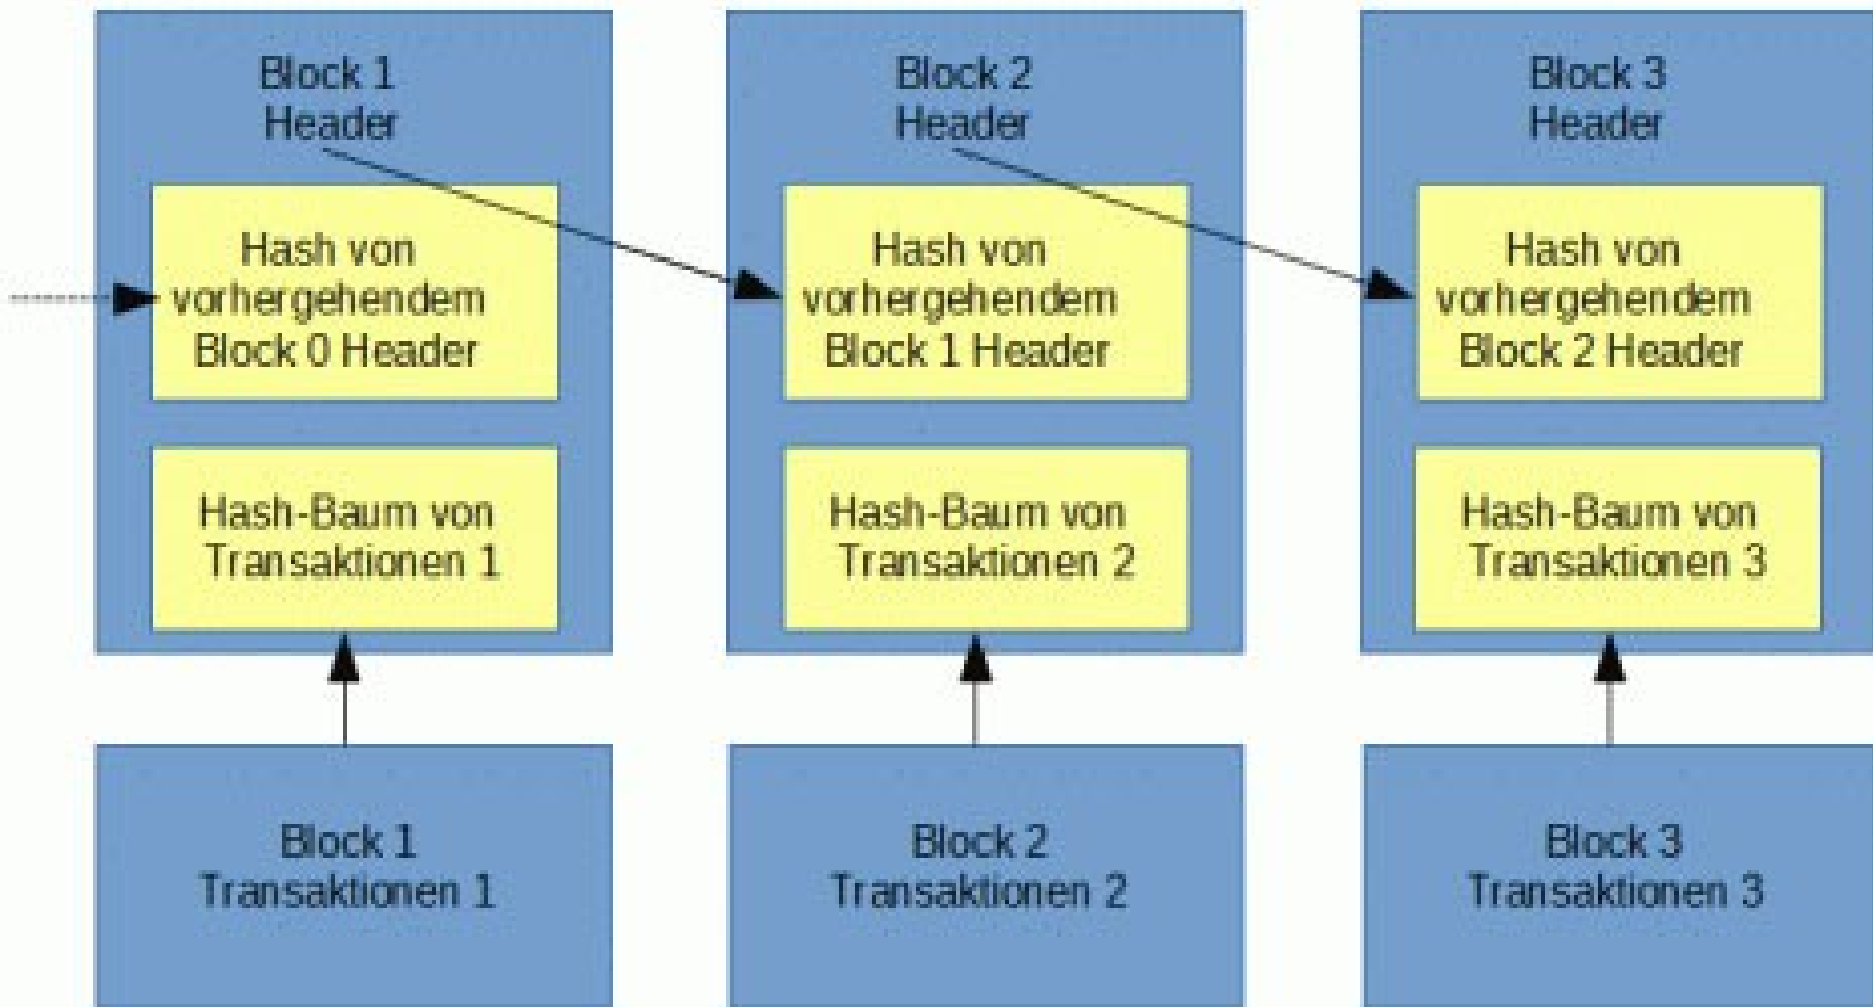 Block 1
Header
Hash von
vorhergehendem
Block 0 Header
Hash-Baum von
Transaktionen 1
Block 1
Transaktionen 1
Block 2
Header
Hash von
vorhergehendem
Block 1 Header
Hash-Baum von
Transaktionen 2
Block 2
Transaktionen 2
Block 3
Header
Hash von
vorhergehendem
Block 2 Header
Hash-Baum von
Transaktionen 3
Block 3
Transaktionen 3